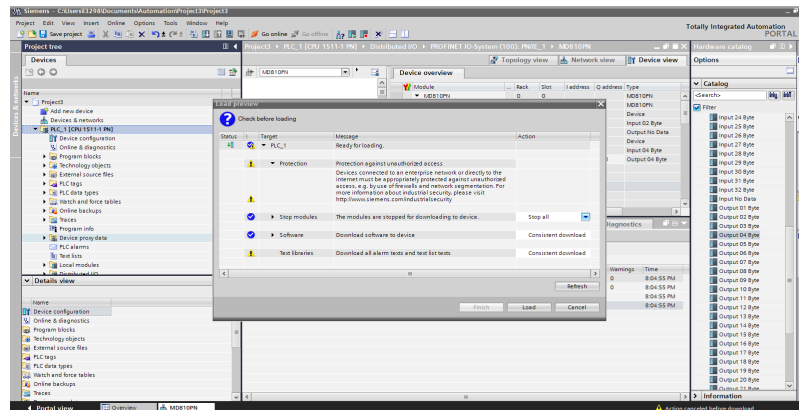 Siemens - C:\Users\63298\Documents\Automation\Project3\Project3
Project Edit View Insert Online Options Tools Window Help
Save project
Go online
Go offline
Totally Integrated Automation
PORTAL
Project tree
Project3 ▸ PLC_1 [CPU 1511-1 PN] ▸ Distributed I/O ▸ PROFINET IO-System (100): PN/IE_1 ▸ MD810PN
Hardware catalog
Devices
Topology view
Network view
Device view
Options
MD810PN
Device overview
Module
Rack
Slot
I address
Q address
Type
MD810PN
0
0
MD810PN
MD810PN
Device
Input 02 Byte
Output No Data
Device
Input 04 Byte
Output 04 Byte
Name
Project3
Add new device
Devices & networks
PLC_1 [CPU 1511-1 PN]
Device configuration
Online & diagnostics
Program blocks
Technology objects
External source files
PLC tags
PLC data types
Watch and force tables
Online backups
Traces
Program info
Device proxy data
PLC alarms
Text lists
Local modules
Distributed I/O
Load preview
Check before loading.
Status
!
Target
Message
Action
PLC_1
Ready for loading.
Protection
Protection against unauthorized access
Devices connected to an enterprise network or directly to the
internet must be appropriately protected against unauthorized
access, e.g. by use of firewalls and network segmentation. For
more information about industrial security, please visit
http://www.siemens.com/industrialsecurity
Stop modules
The modules are stopped for downloading to device.
Stop all
Software
Download software to device
Consistent download
Text libraries
Download all alarm texts and text list texts
Consistent download
Refresh
Finish
Load
Cancel
Diagnostics
Warnings
Time
0
8:04:55 PM
0
8:04:55 PM
8:04:55 PM
8:04:55 PM
Details view
Name
Device configuration
Online & diagnostics
Program blocks
Technology objects
External source files
PLC tags
PLC data types
Watch and force tables
Online backups
Traces
Catalog
<Search>
Filter
Input 24 Byte
Input 25 Byte
Input 26 Byte
Input 27 Byte
Input 28 Byte
Input 29 Byte
Input 30 Byte
Input 31 Byte
Input 32 Byte
Input No Data
Output 01 Byte
Output 02 Byte
Output 03 Byte
Output 04 Byte
Output 05 Byte
Output 06 Byte
Output 07 Byte
Output 08 Byte
Output 09 Byte
Output 10 Byte
Output 11 Byte
Output 12 Byte
Output 13 Byte
Output 14 Byte
Output 15 Byte
Output 16 Byte
Output 17 Byte
Output 18 Byte
Output 19 Byte
Output 20 Byte
Output 21 Byte
Information
Portal view
Overview
MD810PN
Action canceled before download.